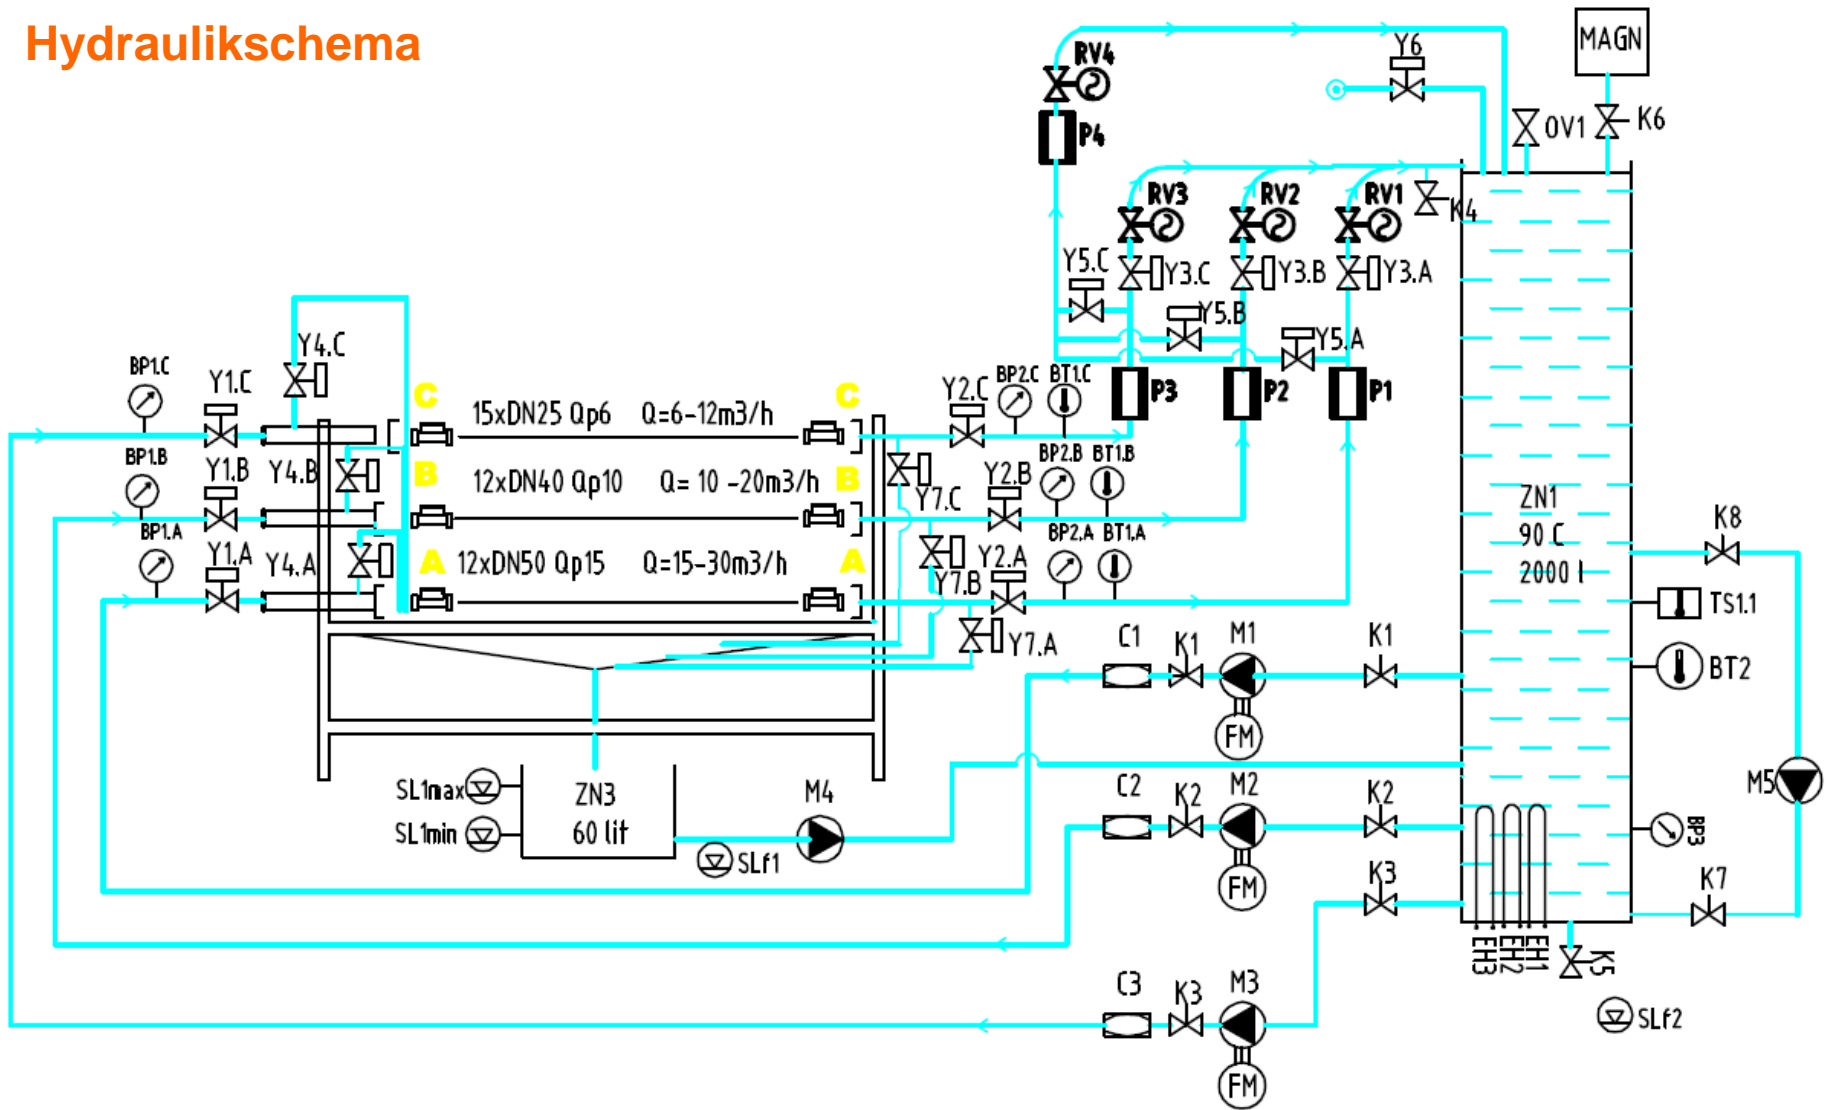 Hydraulikschema
MAGN
Y6
RV4
P4
OV1
K6
RV3
RV2
RV1
K4
Y5.C
Y3.C
Y3.B
Y3.A
Y5.B
Y5.A
Y4.C
BP1.C
Y1.C
C
15xDN25 Qp6 Q=6-12m3/h
C
Y2.C
BP2.C
BT1.C
P3
P2
P1
BP1.B
Y1.B
Y4.B
B
12xDN40 Qp10 Q= 10 -20m3/h
B
Y7.C
Y2.B
BP2.B
BT1.B
BP1.A
Y1.A
Y4.A
A
12xDN50 Qp15 Q=15-30m3/h
A
Y7.B
Y2.A
BP2.A
BT1.A
Y7.A
ZN1
90 C
2000 l
K8
TS1.1
BT2
C1
K1
M1
K1
FM
SL1max
SL1min
ZN3
60 lit
M4
SLf1
C2
K2
M2
K2
FM
M5
BP3
K3
K7
EH3
EH2
EH1
K5
C3
K3
M3
FM
SLf2